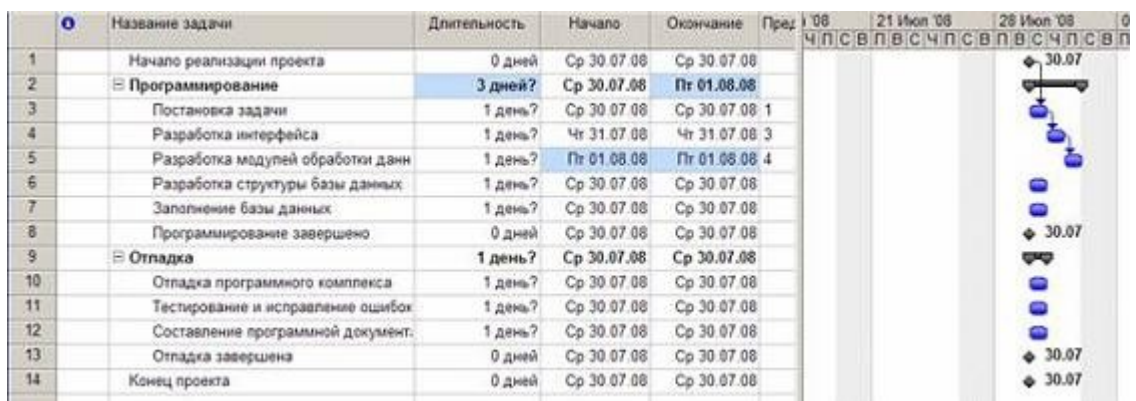 Название задачи Длительность Начало Окончание Пред '08 21 Июл '08 28 Июл '08 0
Ч П С В П В С Ч П С В П В С Ч П С В П
1 Начало реализации проекта 0 дней Ср 30.07.08 Ср 30.07.08 30.07
2 Программирование 3 дней? Ср 30.07.08 Пт 01.08.08
3 Постановка задачи 1 день? Ср 30.07.08 Ср 30.07.08 1
4 Разработка интерфейса 1 день? Чт 31.07.08 Чт 31.07.08 3
5 Разработка модулей обработки данн 1 день? Пт 01.08.08 Пт 01.08.08 4
6 Разработка структуры базы данных 1 день? Ср 30.07.08 Ср 30.07.08
7 Заполнение базы данных 1 день? Ср 30.07.08 Ср 30.07.08
8 Программирование завершено 0 дней Ср 30.07.08 Ср 30.07.08 30.07
9 Отладка 1 день? Ср 30.07.08 Ср 30.07.08
10 Отладка программного комплекса 1 день? Ср 30.07.08 Ср 30.07.08
11 Тестирование и исправление ошибок 1 день? Ср 30.07.08 Ср 30.07.08
12 Составление программной документ 1 день? Ср 30.07.08 Ср 30.07.08
13 Отладка завершена 0 дней Ср 30.07.08 Ср 30.07.08 30.07
14 Конец проекта 0 дней Ср 30.07.08 Ср 30.07.08 30.07